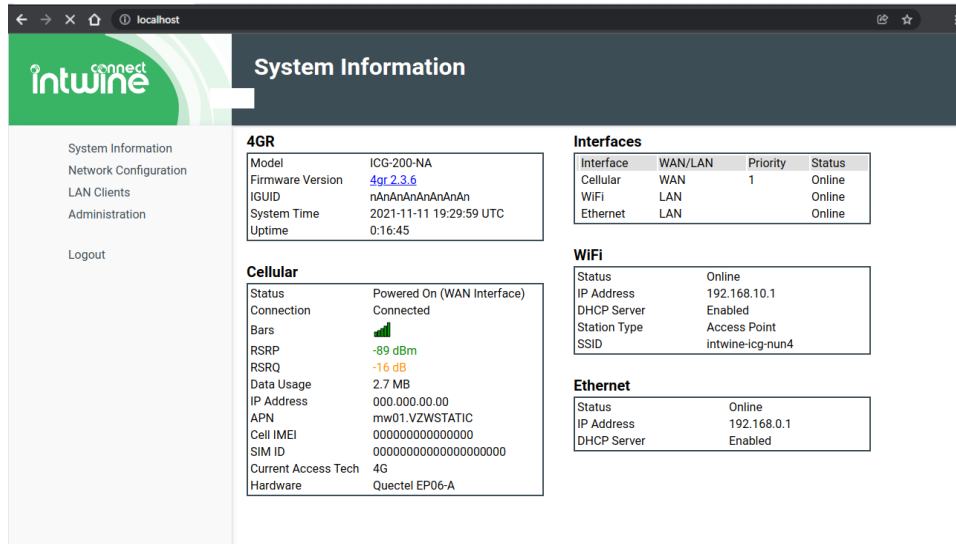 localhost
connect
intwine
System Information
System Information
Network Configuration
LAN Clients
Administration
Logout
4GR
Model ICG-200-NA
Firmware Version 4gr 2.3.6
IGUID nAnAnAnAnAnAn
System Time 2021-11-11 19:29:59 UTC
Uptime 0:16:45
Cellular
Status Powered On (WAN Interface)
Connection Connected
Bars
RSRP -89 dBm
RSRQ -16 dB
Data Usage 2.7 MB
IP Address 000.000.00.00
APN mw01.VZWSTATIC
Cell IMEI 000000000000000
SIM ID 00000000000000000000
Current Access Tech 4G
Hardware Quectel EP06-A
Interfaces
Interface WAN/LAN Priority Status
Cellular WAN 1 Online
WiFi LAN Online
Ethernet LAN Online
WiFi
Status Online
IP Address 192.168.10.1
DHCP Server Enabled
Station Type Access Point
SSID intwine-icg-nun4
Ethernet
Status Online
IP Address 192.168.0.1
DHCP Server Enabled